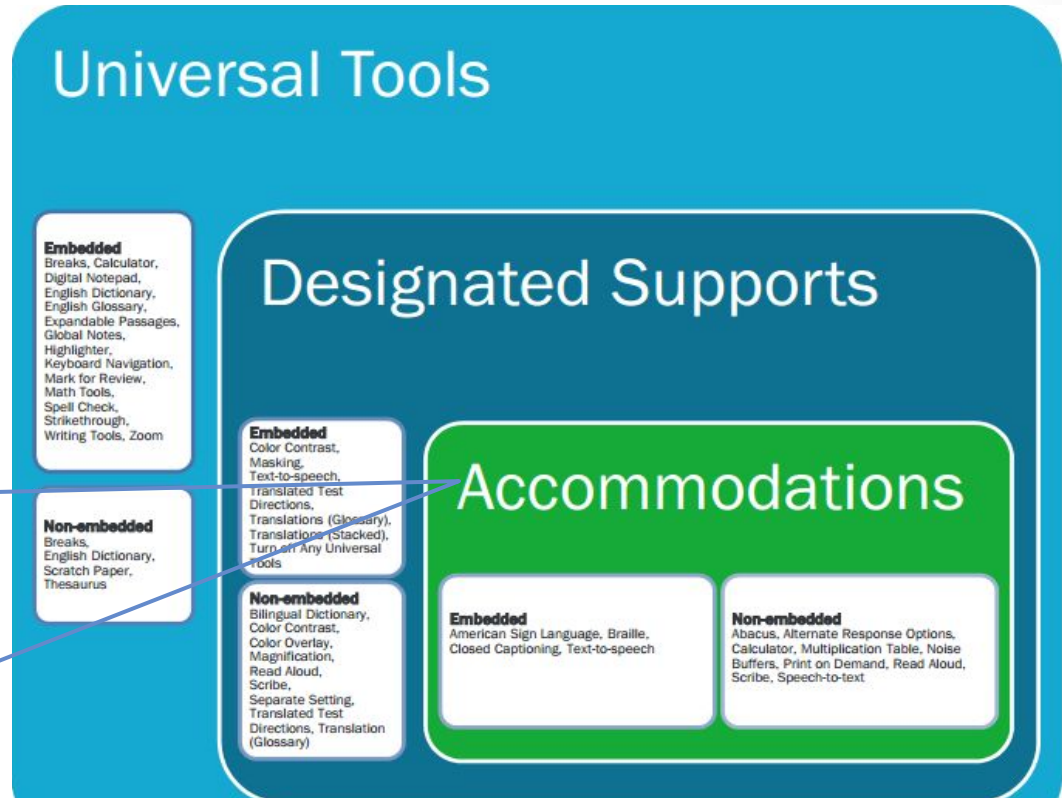 Universal Tools
Embedded
Breaks, Calculator,
Digital Notepad,
English Dictionary,
English Glossary,
Expandable Passages,
Global Notes,
Highlighter,
Keyboard Navigation,
Mark for Review,
Math Tools,
Spell Check,
Strikethrough,
Writing Tools, Zoom
Non-embedded
Breaks,
English Dictionary,
Scratch Paper,
Thesaurus
Designated Supports
Embedded
Color Contrast,
Masking,
Text-to-speech,
Translated Test
Directions,
Translations (Glossary),
Translations (Stacked),
Turn off Any Universal
Tools
Non-embedded
Bilingual Dictionary,
Color Contrast,
Color Overlay,
Magnification,
Read Aloud,
Scribe,
Separate Setting,
Translated Test
Directions, Translation
(Glossary)
Accommodations
Embedded
American Sign Language, Braille,
Closed Captioning, Text-to-speech
Non-embedded
Abacus, Alternate Response Options,
Calculator, Multiplication Table, Noise
Buffers, Print on Demand, Read Aloud,
Scribe, Speech-to-text